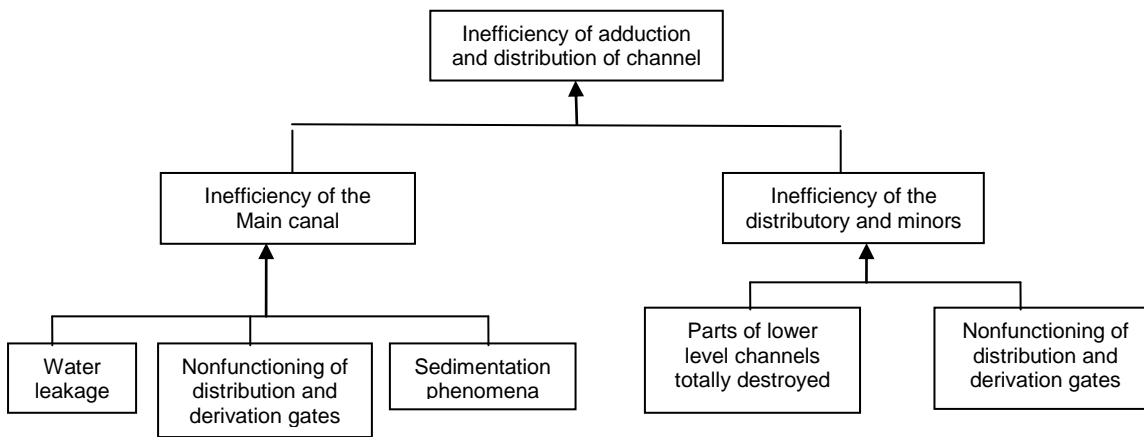 Inefficiency of adduction
and distribution of channel
Inefficiency of the
Main canal
Inefficiency of the
distributory and minors
Water
leakage
Nonfunctioning of
distribution and
derivation gates
Sedimentation
phenomena
Parts of lower
level channels
totally destroyed
Nonfunctioning of
distribution and
derivation gates